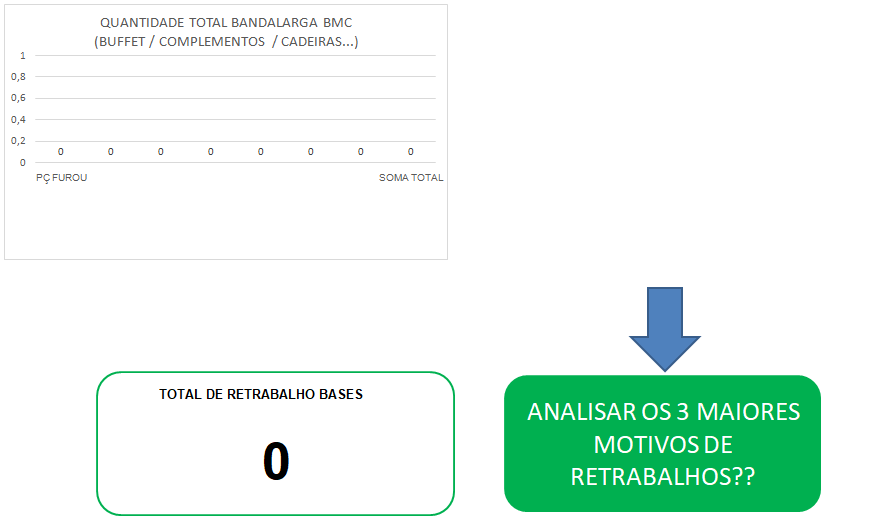 QUANTIDADE TOTAL BANDALARGA BMC
(BUFFET / COMPLEMENTOS / CADEIRAS...)
1
0,8
0,6
0,4
0,2
0
0 0 0 0 0 0 0 0
PÇ FUROU SOMA TOTAL
TOTAL DE RETRABALHO BASES
0
ANALISAR OS 3 MAIORES
MOTIVOS DE
RETRABALHOS??